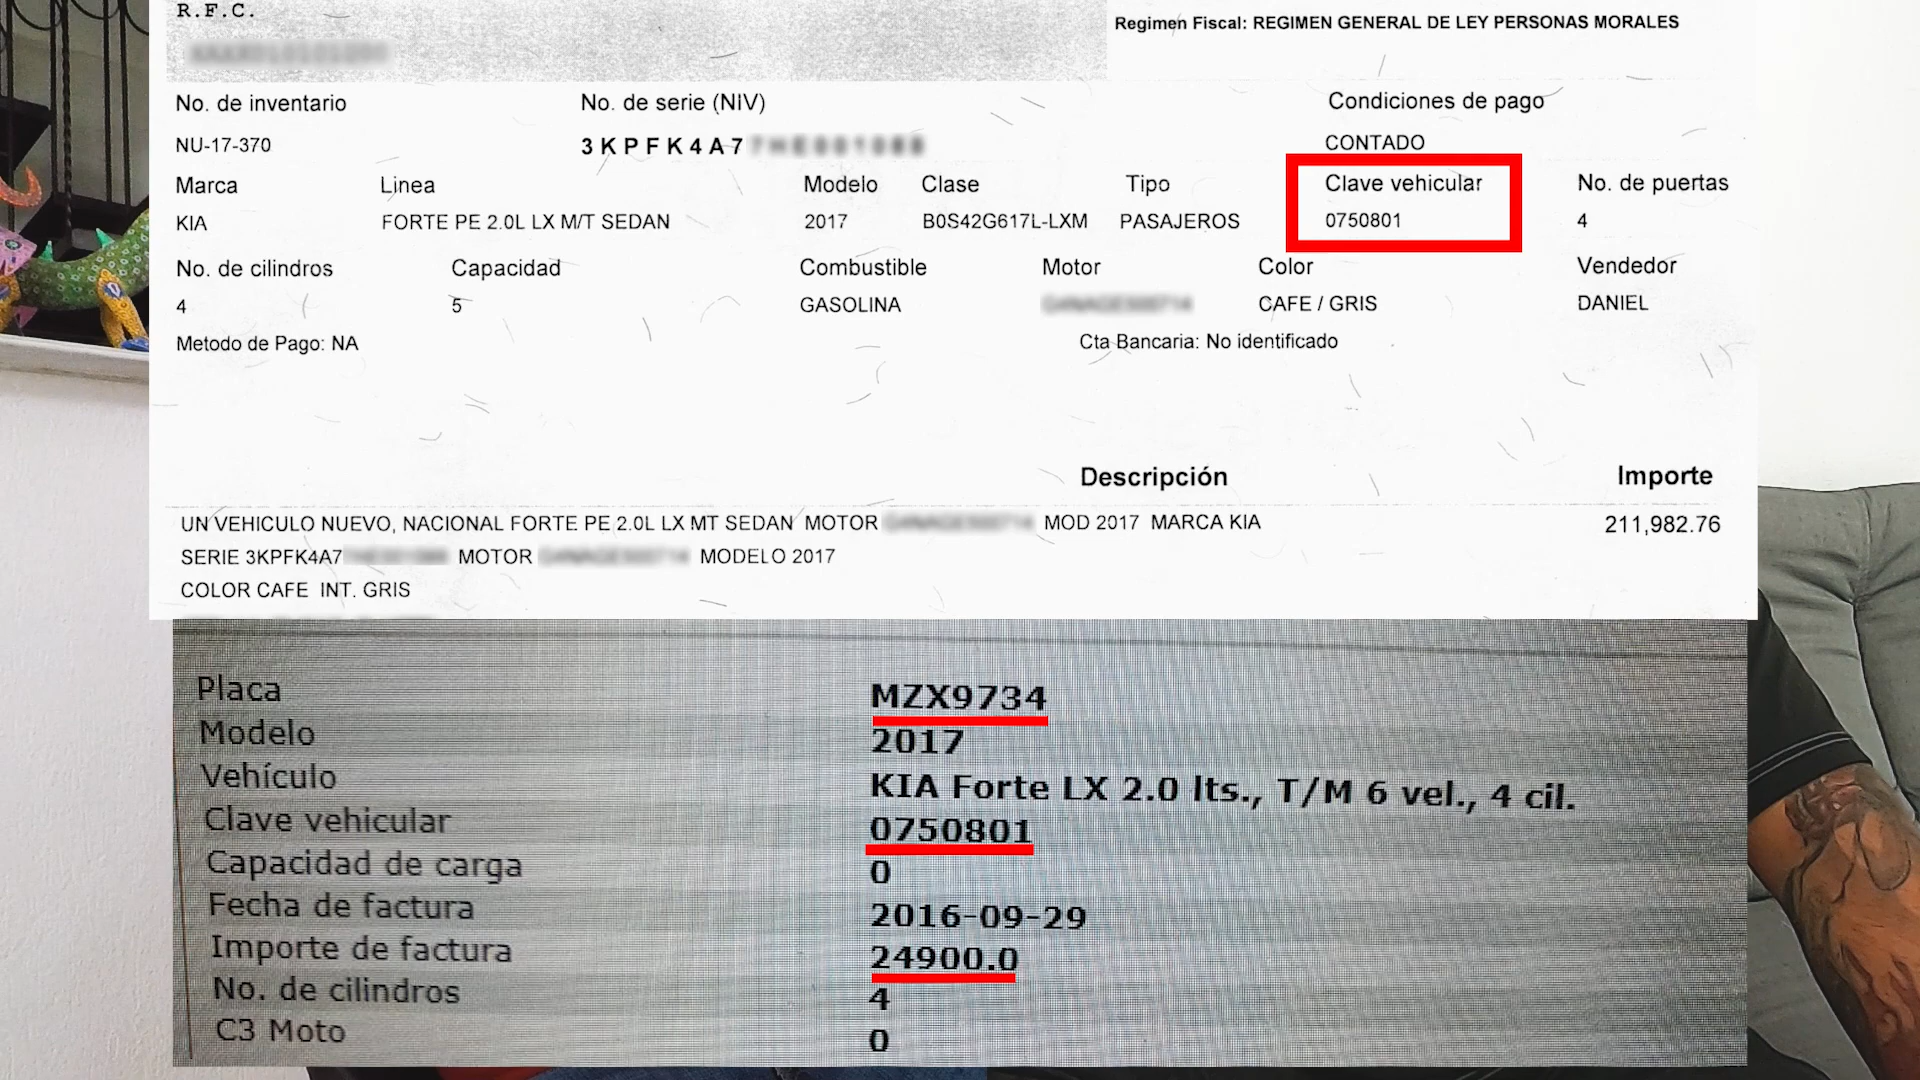 R.F.C.
Regimen Fiscal: REGIMEN GENERAL DE LEY PERSONAS MORALES
No. de inventario No. de serie (NIV) Condiciones de pago
NU-17-370 3KPFK4A7 CONTADO
Marca Linea Modelo Clase Tipo Clave vehicular No. de puertas
KIA FORTE PE 2.0L LX M/T SEDAN 2017 B0S42G617L-LXM PASAJEROS 0750801 4
No. de cilindros Capacidad Combustible Motor Color Vendedor
4 5 GASOLINA CAFE / GRIS DANIEL
Metodo de Pago: NA Cta Bancaria: No identificado
Descripción Importe
UN VEHICULO NUEVO, NACIONAL FORTE PE 2.0L LX MT SEDAN MOTOR MOD 2017 MARCA KIA 211,982.76
SERIE 3KPFK4A7 MOTOR MODELO 2017
COLOR CAFE INT. GRIS
Placa MZX9734
Modelo 2017
Vehículo KIA Forte LX 2.0 lts., T/M 6 vel., 4 cil.
Clave vehicular 0750801
Capacidad de carga 0
Fecha de factura 2016-09-29
Importe de factura 24900.0
No. de cilindros 4
C3 Moto 0